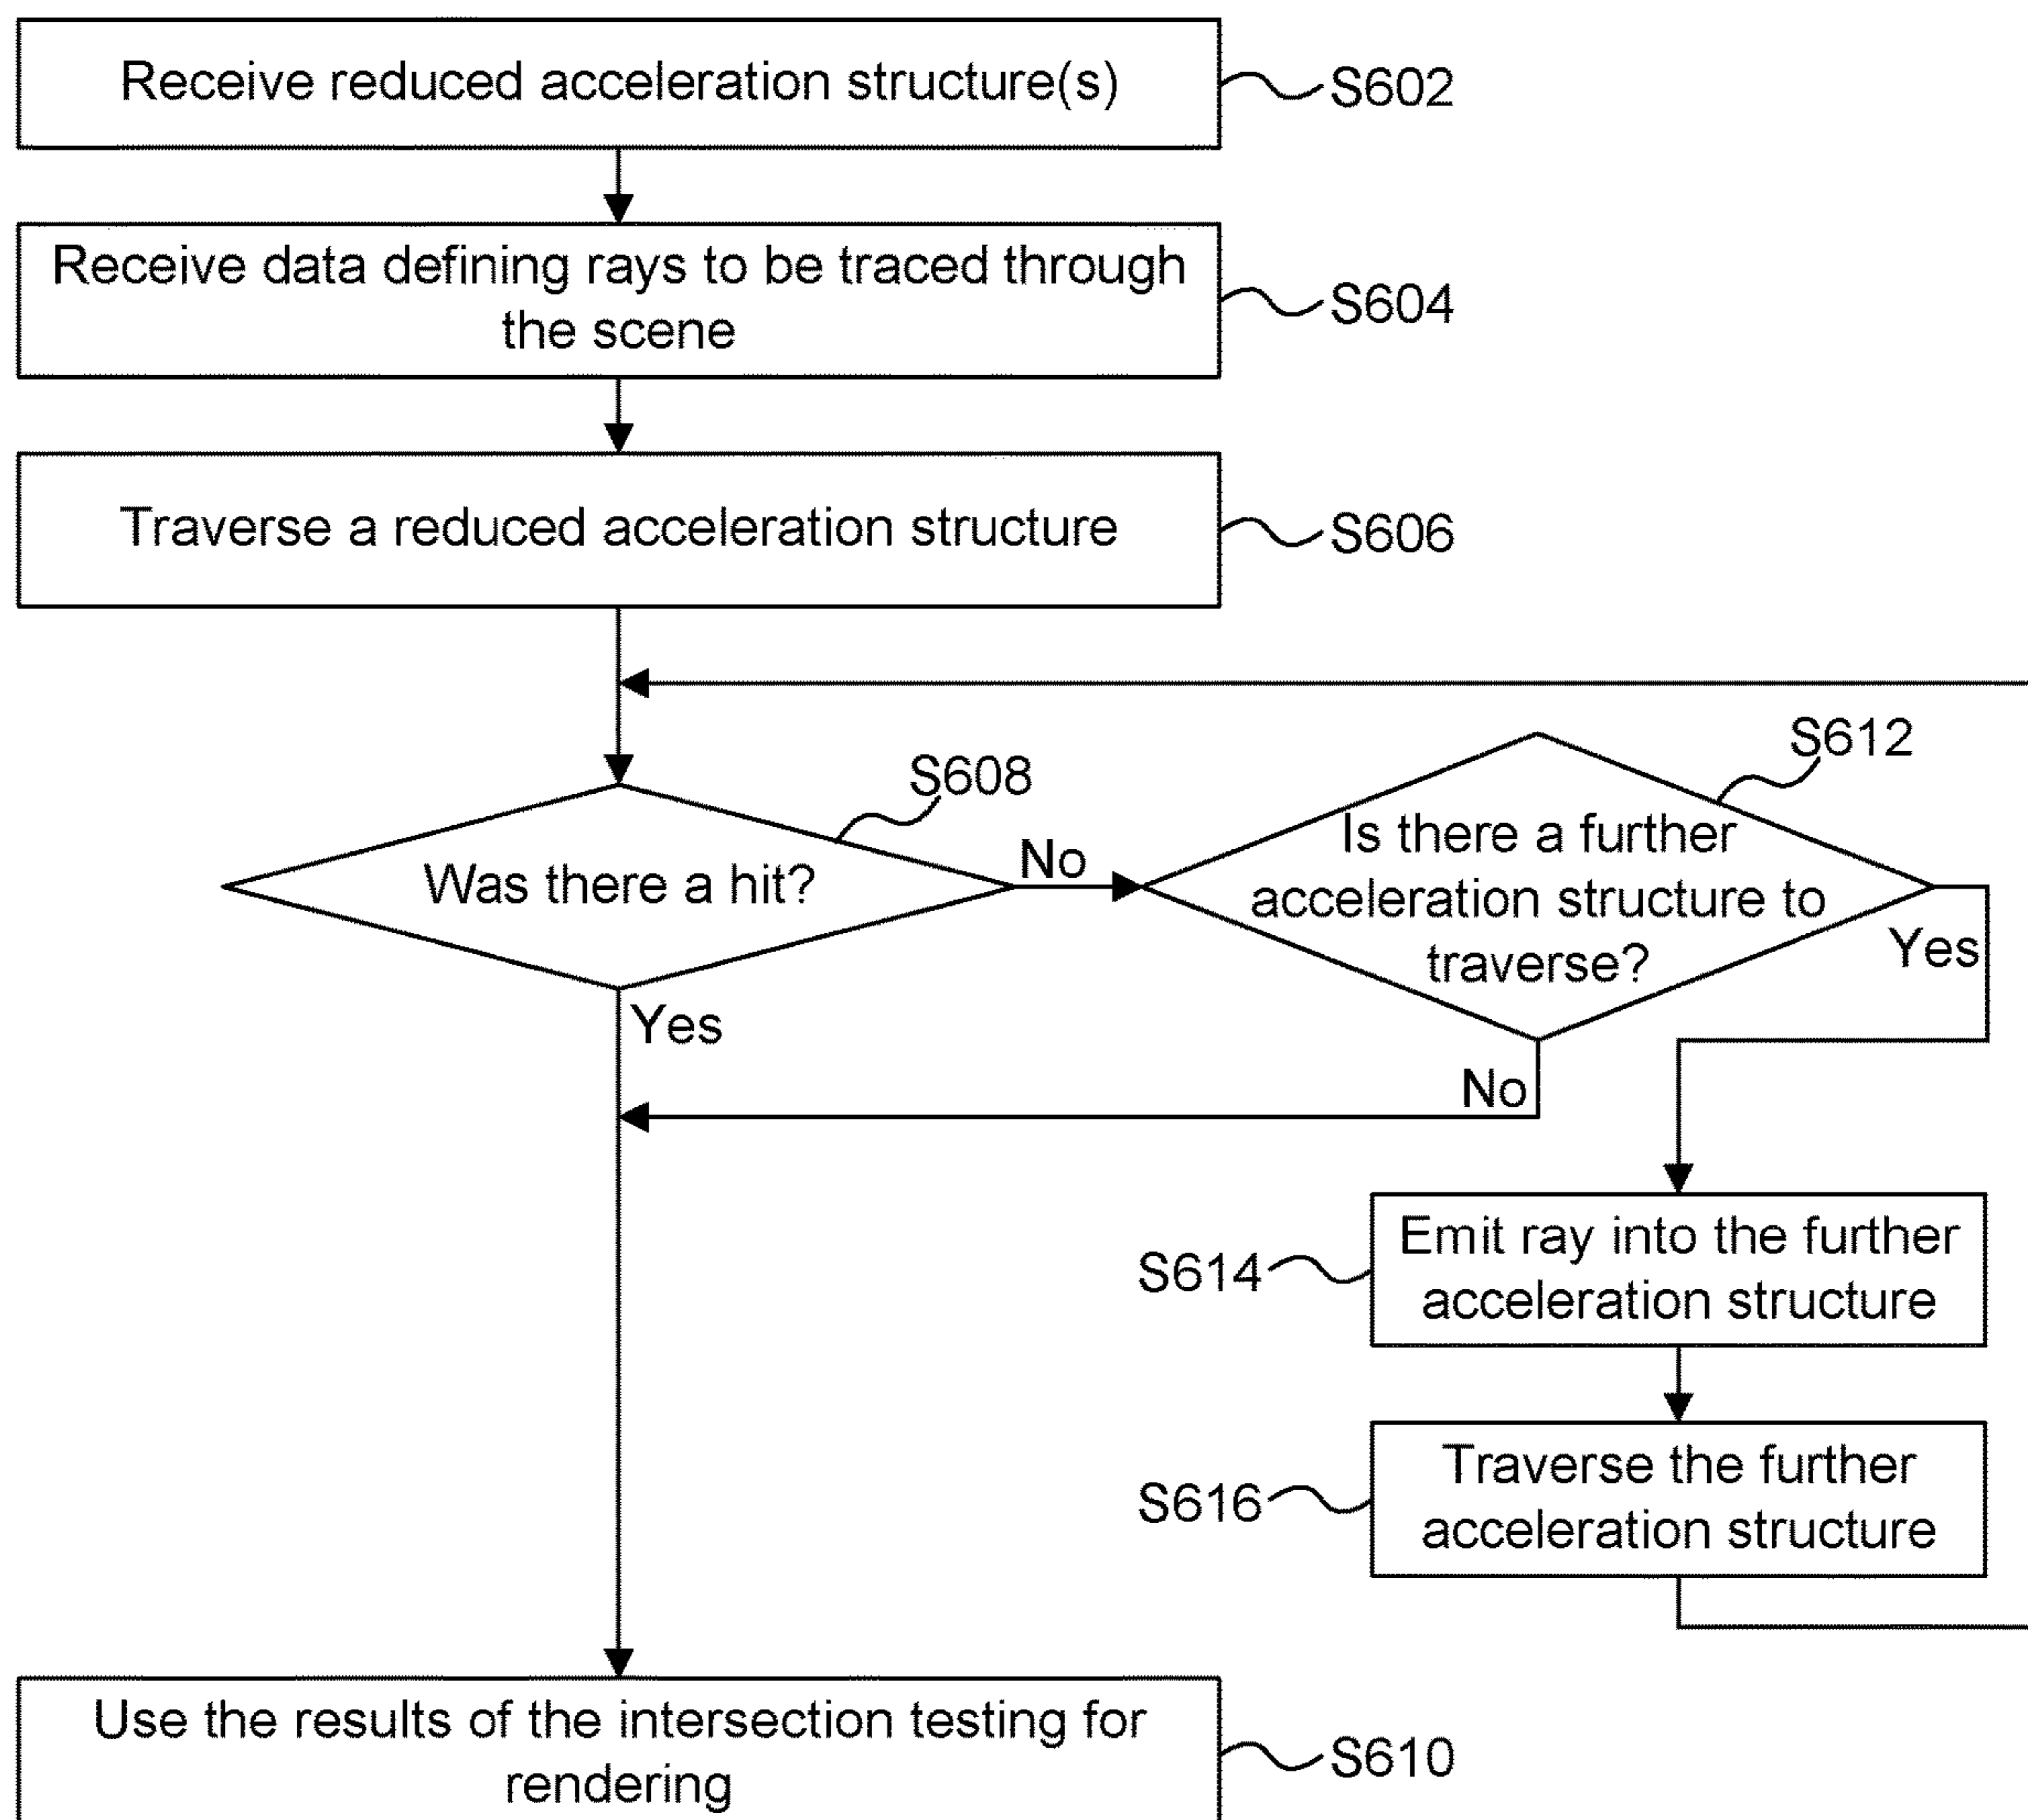 Receive reduced acceleration structure(s)
S602
Receive data defining rays to be traced through
the scene
S604
Traverse a reduced acceleration structure
S606
S608
Was there a hit?
No
Yes
S612
Is there a further
acceleration structure to
traverse?
Yes
No
S614
Emit ray into the further
acceleration structure
S616
Traverse the further
acceleration structure
Use the results of the intersection testing for
rendering
S610